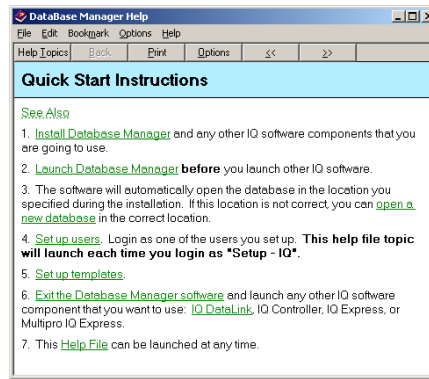 DataBase Manager Help
File Edit Bookmark Options Help
Help Topics Back Print Options << >>
Quick Start Instructions
See Also
1. Install Database Manager and any other IQ software components that you
are going to use.
2. Launch Database Manager before you launch other IQ software.
3. The software will automatically open the database in the location you
specified during the installation. If this location is not correct, you can open a
new database in the correct location.
4. Set up users. Login as one of the users you set up. This help file topic
will launch each time you login as "Setup - IQ".
5. Set up templates.
6. Exit the Database Manager software and launch any other IQ software
component that you want to use: IQ DataLink, IQ Controller, IQ Express, or
Multipro IQ Express.
7. This Help File can be launched at any time.